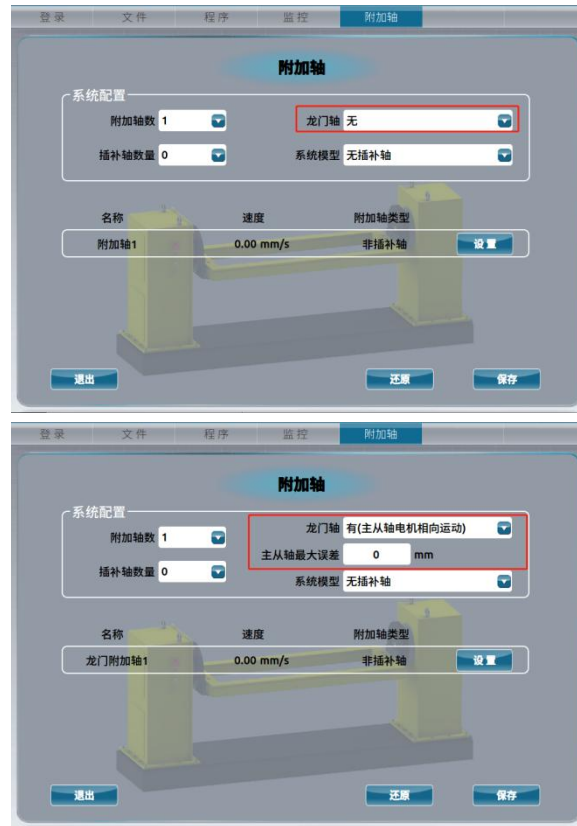 登录 文件 程序 监控 附加轴
附加轴
系统配置
附加轴数 1 龙门轴 无
插补轴数量 0 系统模型 无插补轴
名称 速度 附加轴类型
附加轴1 0.00 mm/s 非插补轴 设置
退出 还原 保存
登录 文件 程序 监控 附加轴
附加轴
系统配置
附加轴数 1 龙门轴 有(主从轴电机相向运动)
主从轴最大误差 0 mm
插补轴数量 0 系统模型 无插补轴
名称 速度 附加轴类型
龙门附加轴1 0.00 mm/s 非插补轴 设置
退出 还原 保存